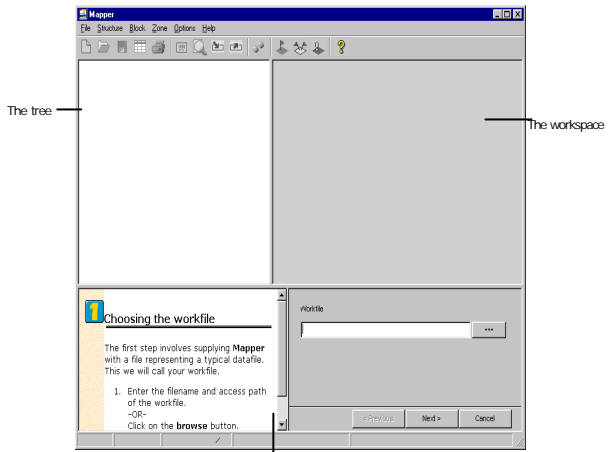 Mapper
File Structure Block Zone Options Help
The tree
The workspace
1
Choosing the workfile
The first step involves supplying Mapper
with a file representing a typical datafile.
This we will call your workfile.
1. Enter the filename and access path
of the workfile.
-OR-
Click on the browse button.
Workfile
...
< Previous
Next >
Cancel
/